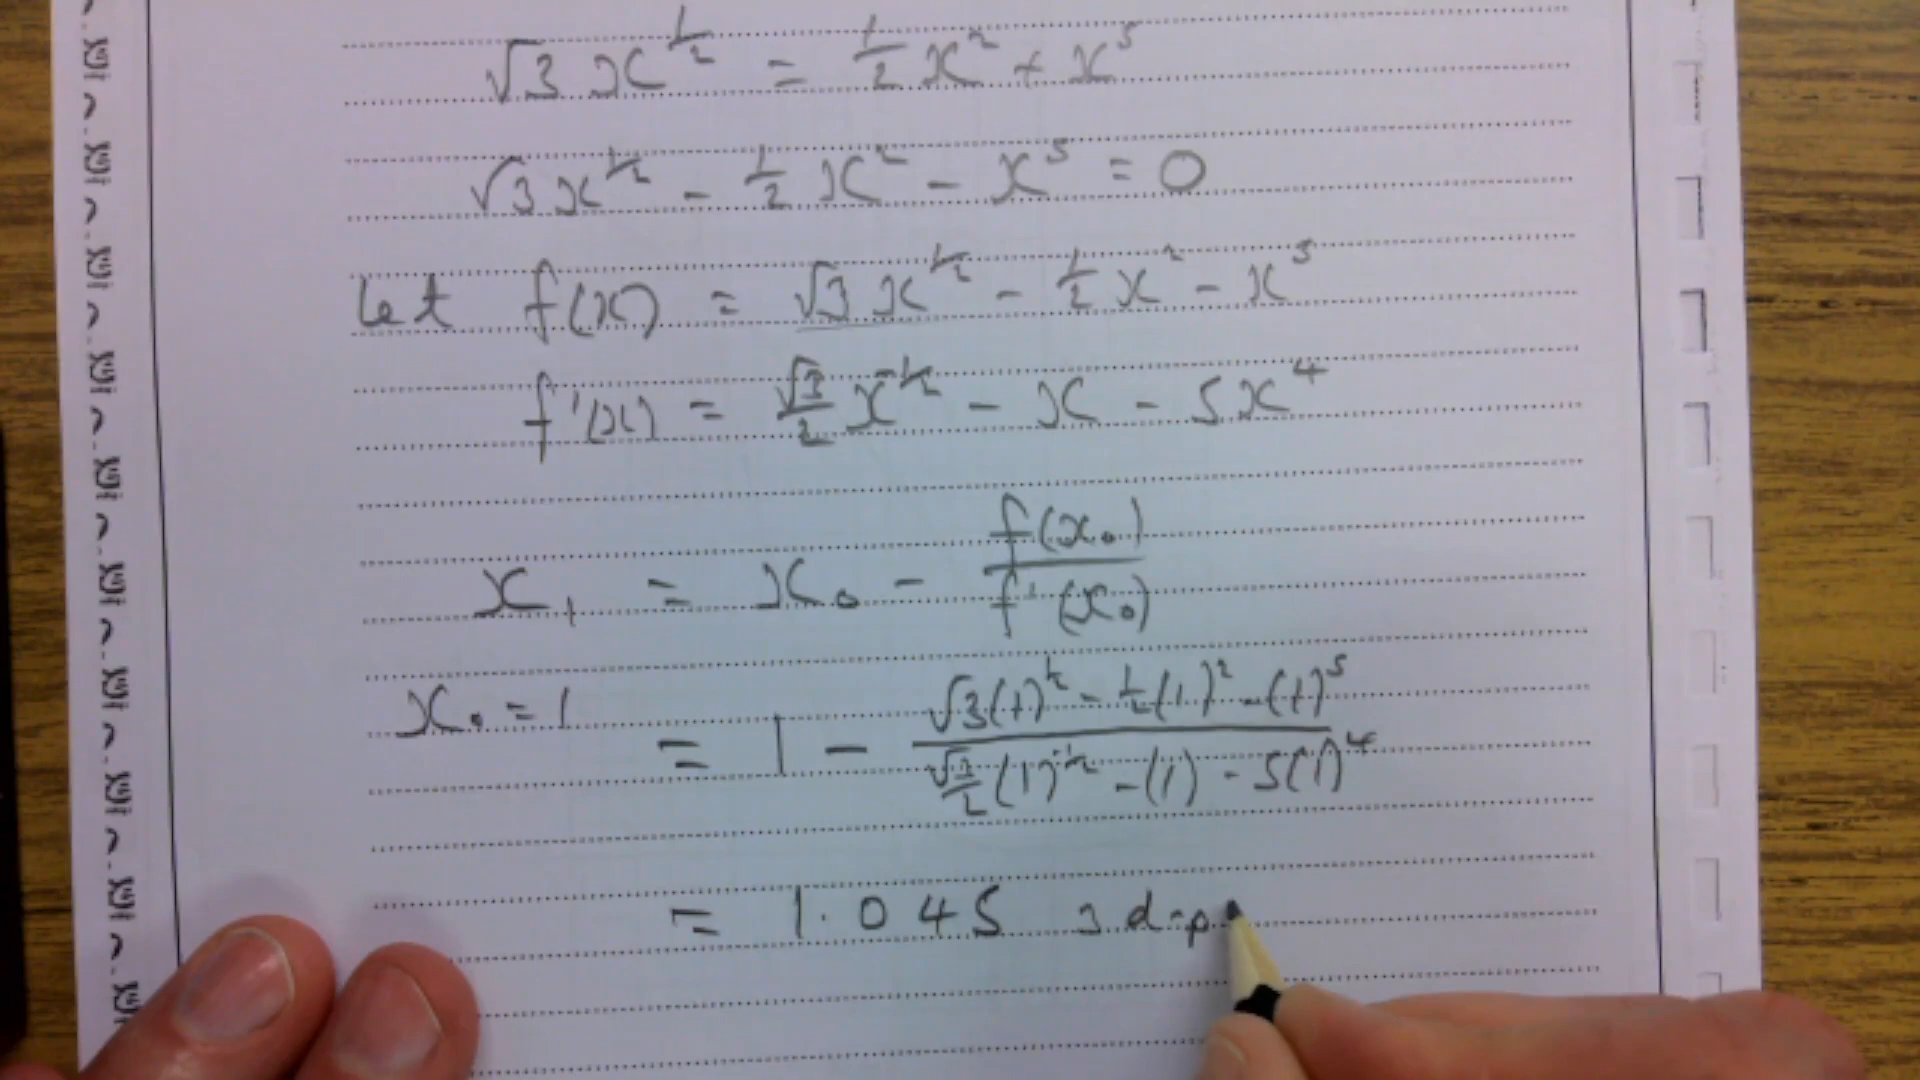 √3 x^½ = ½x² + x⁵
√3x^½ - ½x² - x⁵ = 0
Let f(x) = √3x^½ - ½x² - x⁵
f'(x) = √3/2 x^-½ - x - 5x⁴
x₁ = x₀ - f(x₀)/f'(x₀)
x₀ = 1
= 1 - (√3(1)^½ - ½(1)² - (1)⁵)/(√3/2 (1)^-½ - (1) - 5(1)⁴)
= 1.045 3 d.p